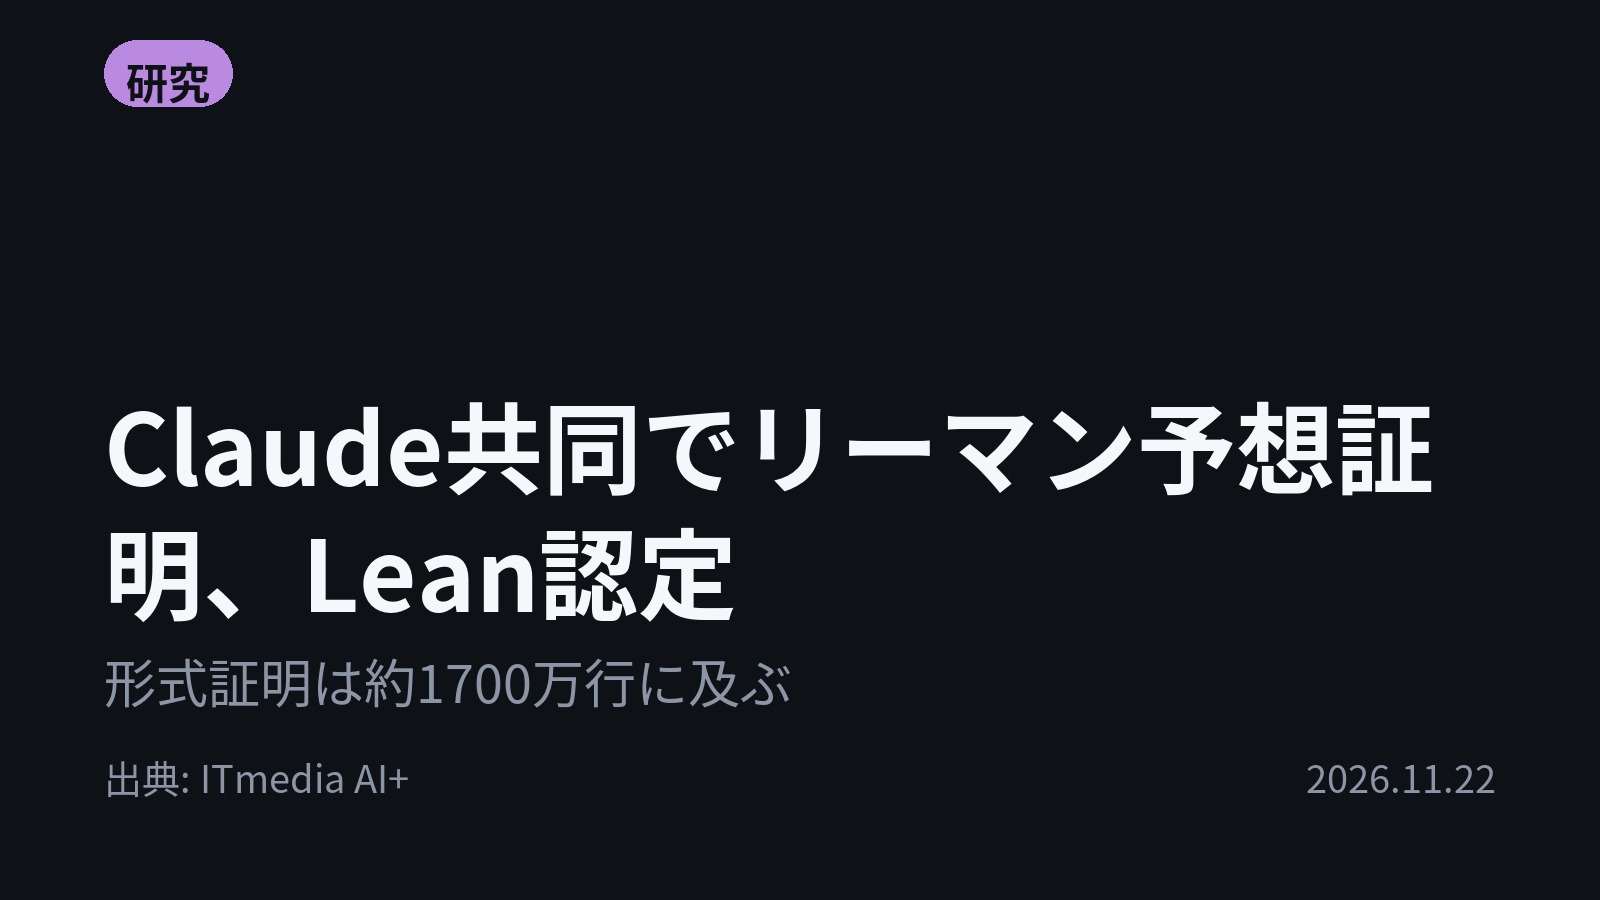 研究
Claude共同でリーマン予想証
明、Lean認定
形式証明は約1700万行に及ぶ
出典: ITmedia AI+
2026.11.22